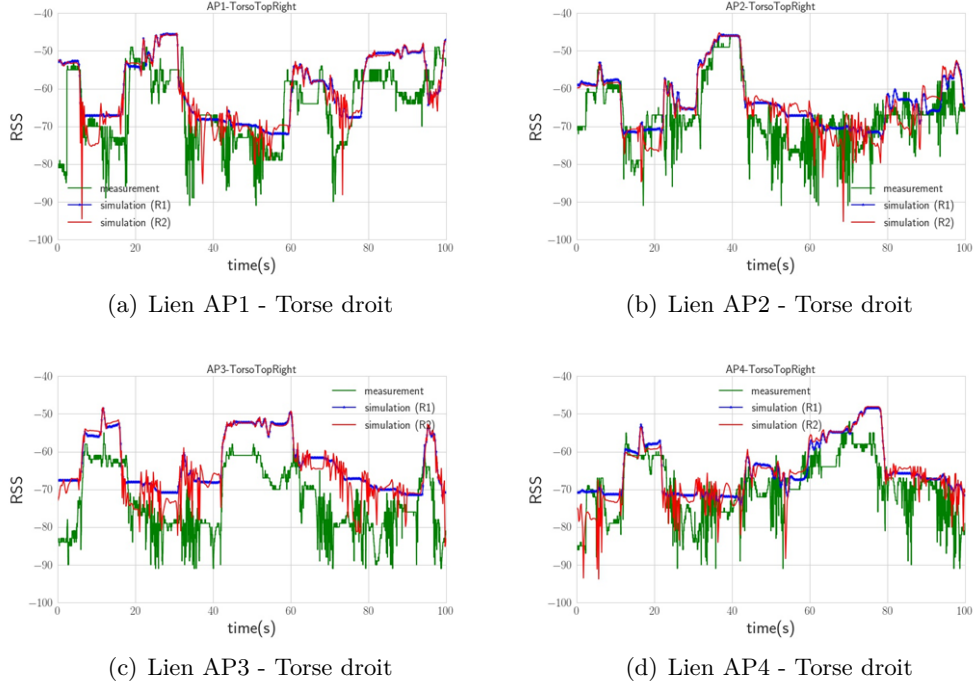 AP1-TorsoTopRight
−40
−50
−60
−70
−80
−90
−100
RSS
measurement
simulation (R1)
simulation (R2)
0 20 40 60 80 100
time(s)
(a) Lien AP1 - Torse droit
AP2-TorsoTopRight
−40
−50
−60
−70
−80
−90
−100
RSS
measurement
simulation (R1)
simulation (R2)
0 20 40 60 80 100
time(s)
(b) Lien AP2 - Torse droit
AP3-TorsoTopRight
−40
−50
−60
−70
−80
−90
−100
RSS
measurement
simulation (R1)
simulation (R2)
0 20 40 60 80 100
time(s)
(c) Lien AP3 - Torse droit
AP4-TorsoTopRight
−40
−50
−60
−70
−80
−90
−100
RSS
measurement
simulation (R1)
simulation (R2)
0 20 40 60 80 100
time(s)
(d) Lien AP4 - Torse droit